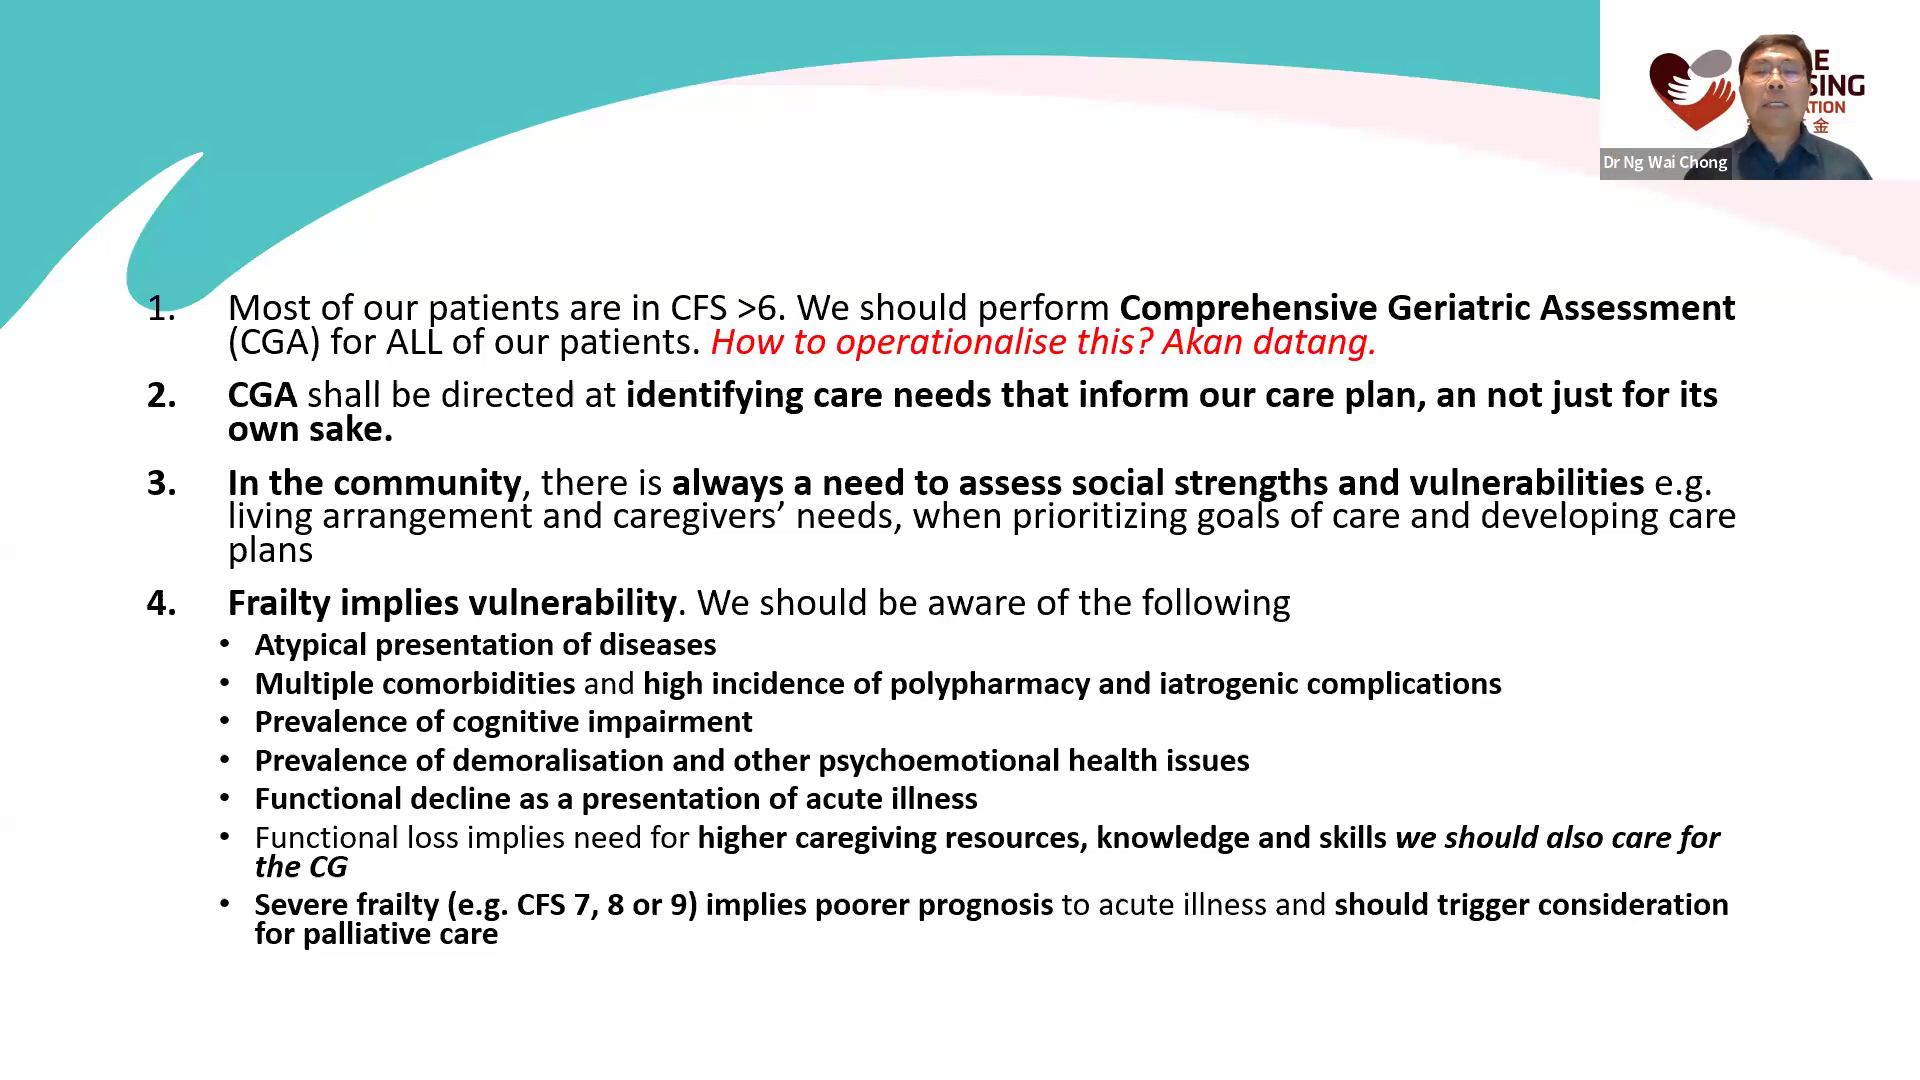 E
SING
ATION
金
Dr Ng Wai Chong
1. Most of our patients are in CFS >6. We should perform Comprehensive Geriatric Assessment
(CGA) for ALL of our patients. How to operationalise this? Akan datang.
2. CGA shall be directed at identifying care needs that inform our care plan, an not just for its
own sake.
3. In the community, there is always a need to assess social strengths and vulnerabilities e.g.
living arrangement and caregivers’ needs, when prioritizing goals of care and developing care
plans
4. Frailty implies vulnerability. We should be aware of the following
• Atypical presentation of diseases
• Multiple comorbidities and high incidence of polypharmacy and iatrogenic complications
• Prevalence of cognitive impairment
• Prevalence of demoralisation and other psychoemotional health issues
• Functional decline as a presentation of acute illness
• Functional loss implies need for higher caregiving resources, knowledge and skills we should also care for
the CG
• Severe frailty (e.g. CFS 7, 8 or 9) implies poorer prognosis to acute illness and should trigger consideration
for palliative care